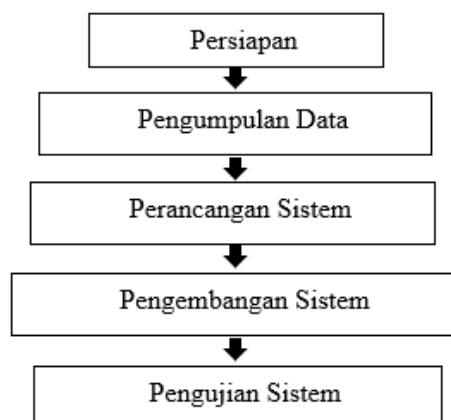 Persiapan
Pengumpulan Data
Perancangan Sistem
Pengembangan Sistem
Pengujian Sistem